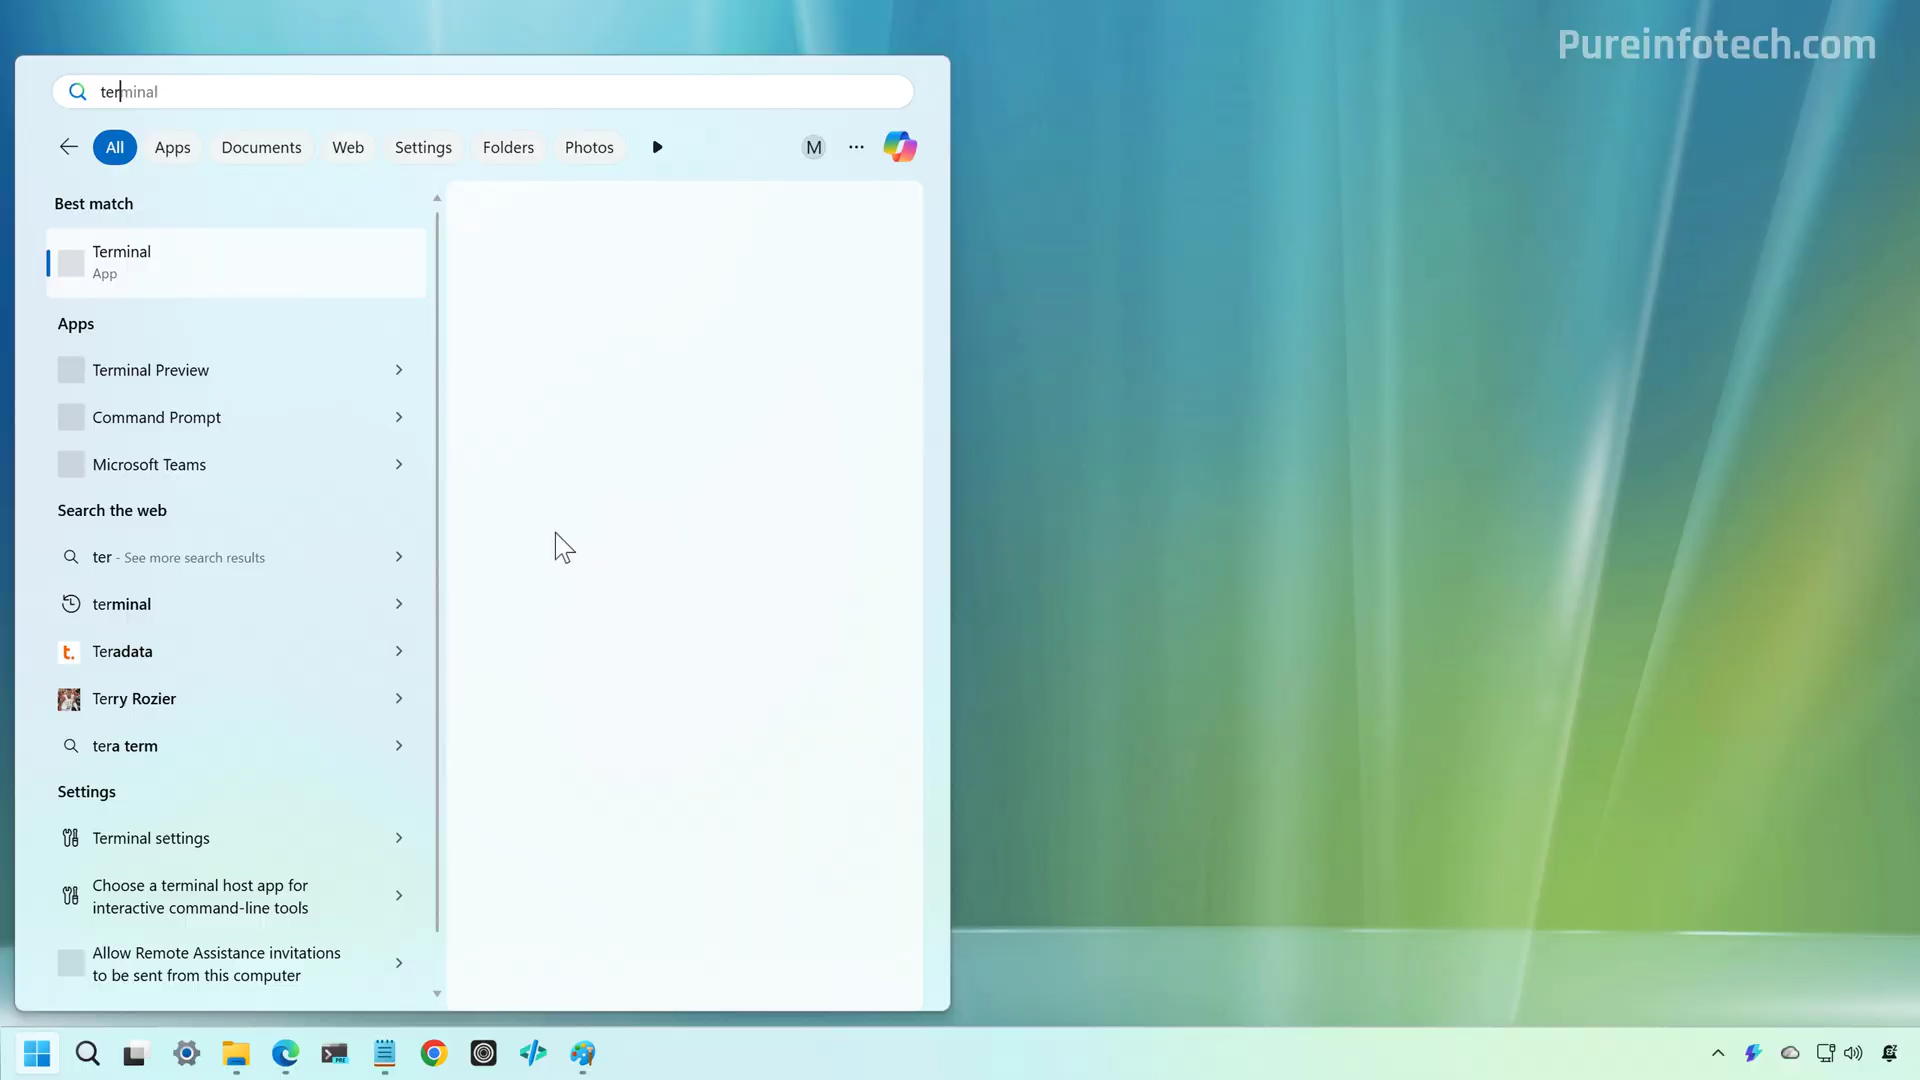 Pureinfotech.com
terminal
All
Apps
Documents
Web
Settings
Folders
Photos
M
Best match
Terminal
App
Apps
Terminal Preview
Command Prompt
Microsoft Teams
Search the web
ter - See more search results
terminal
t.
Teradata
Terry Rozier
tera term
Settings
Terminal settings
Choose a terminal host app for
interactive command-line tools
Allow Remote Assistance invitations
to be sent from this computer
PRE